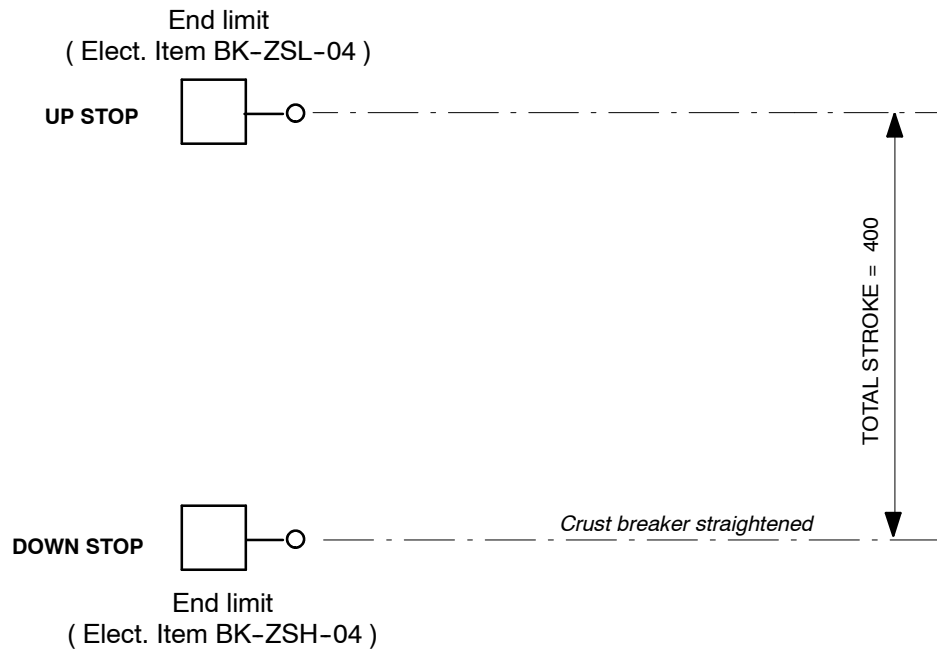 End limit
( Elect. Item BK-ZSL-04 )
UP STOP
TOTAL STROKE = 400
Crust breaker straightened
DOWN STOP
End limit
( Elect. Item BK-ZSH-04 )